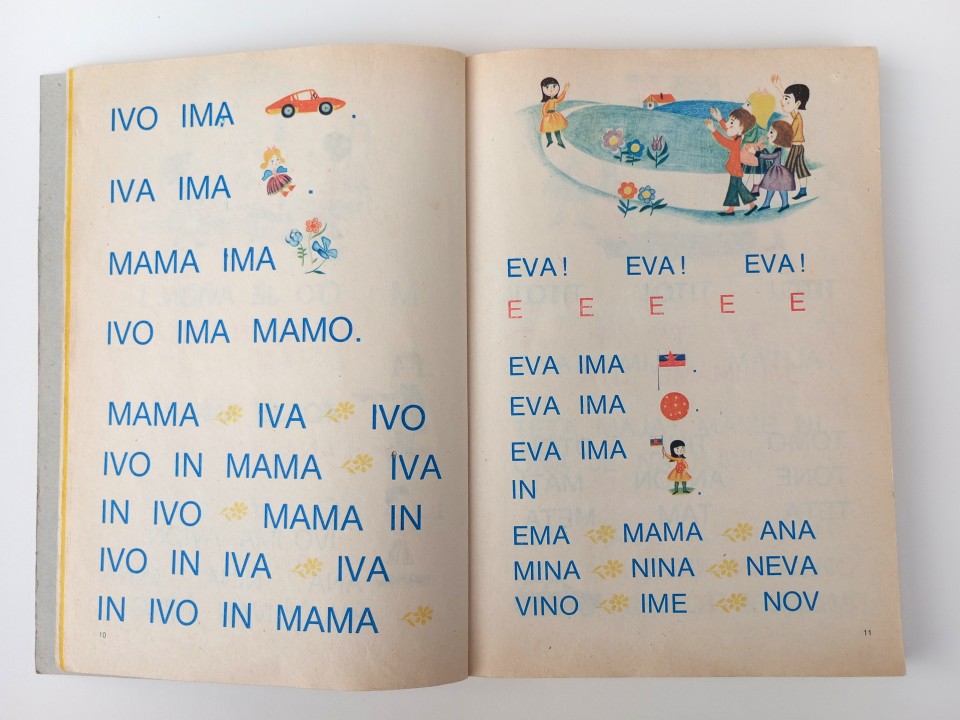 IVO IMA .
IVA IMA .
MAMA IMA
IVO IMA MAMO.
MAMA IVA IVO
IVO IN MAMA IVA
IN IVO MAMA IN
IVO IN IVA IVA
IN IVO IN MAMA
10
EVA! EVA! EVA!
E E E E E
EVA IMA .
EVA IMA .
EVA IMA
IN .
EMA MAMA ANA
MINA NINA NEVA
VINO IME NOV
11